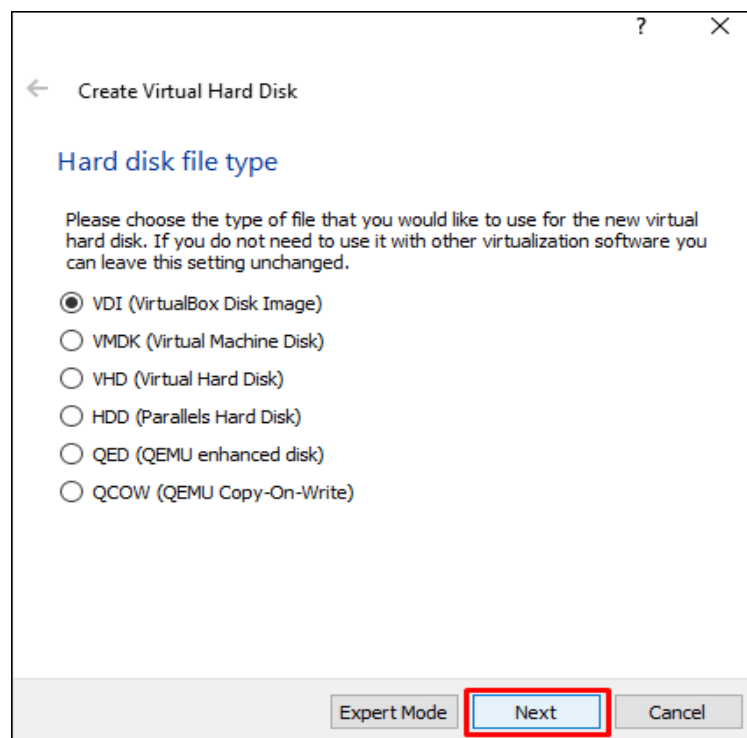 ?
Create Virtual Hard Disk
Hard disk file type
Please choose the type of file that you would like to use for the new virtual
hard disk. If you do not need to use it with other virtualization software you
can leave this setting unchanged.
VDI (VirtualBox Disk Image)
VMDK (Virtual Machine Disk)
VHD (Virtual Hard Disk)
HDD (Parallels Hard Disk)
QED (QEMU enhanced disk)
QCOW (QEMU Copy-On-Write)
Expert Mode Next Cancel